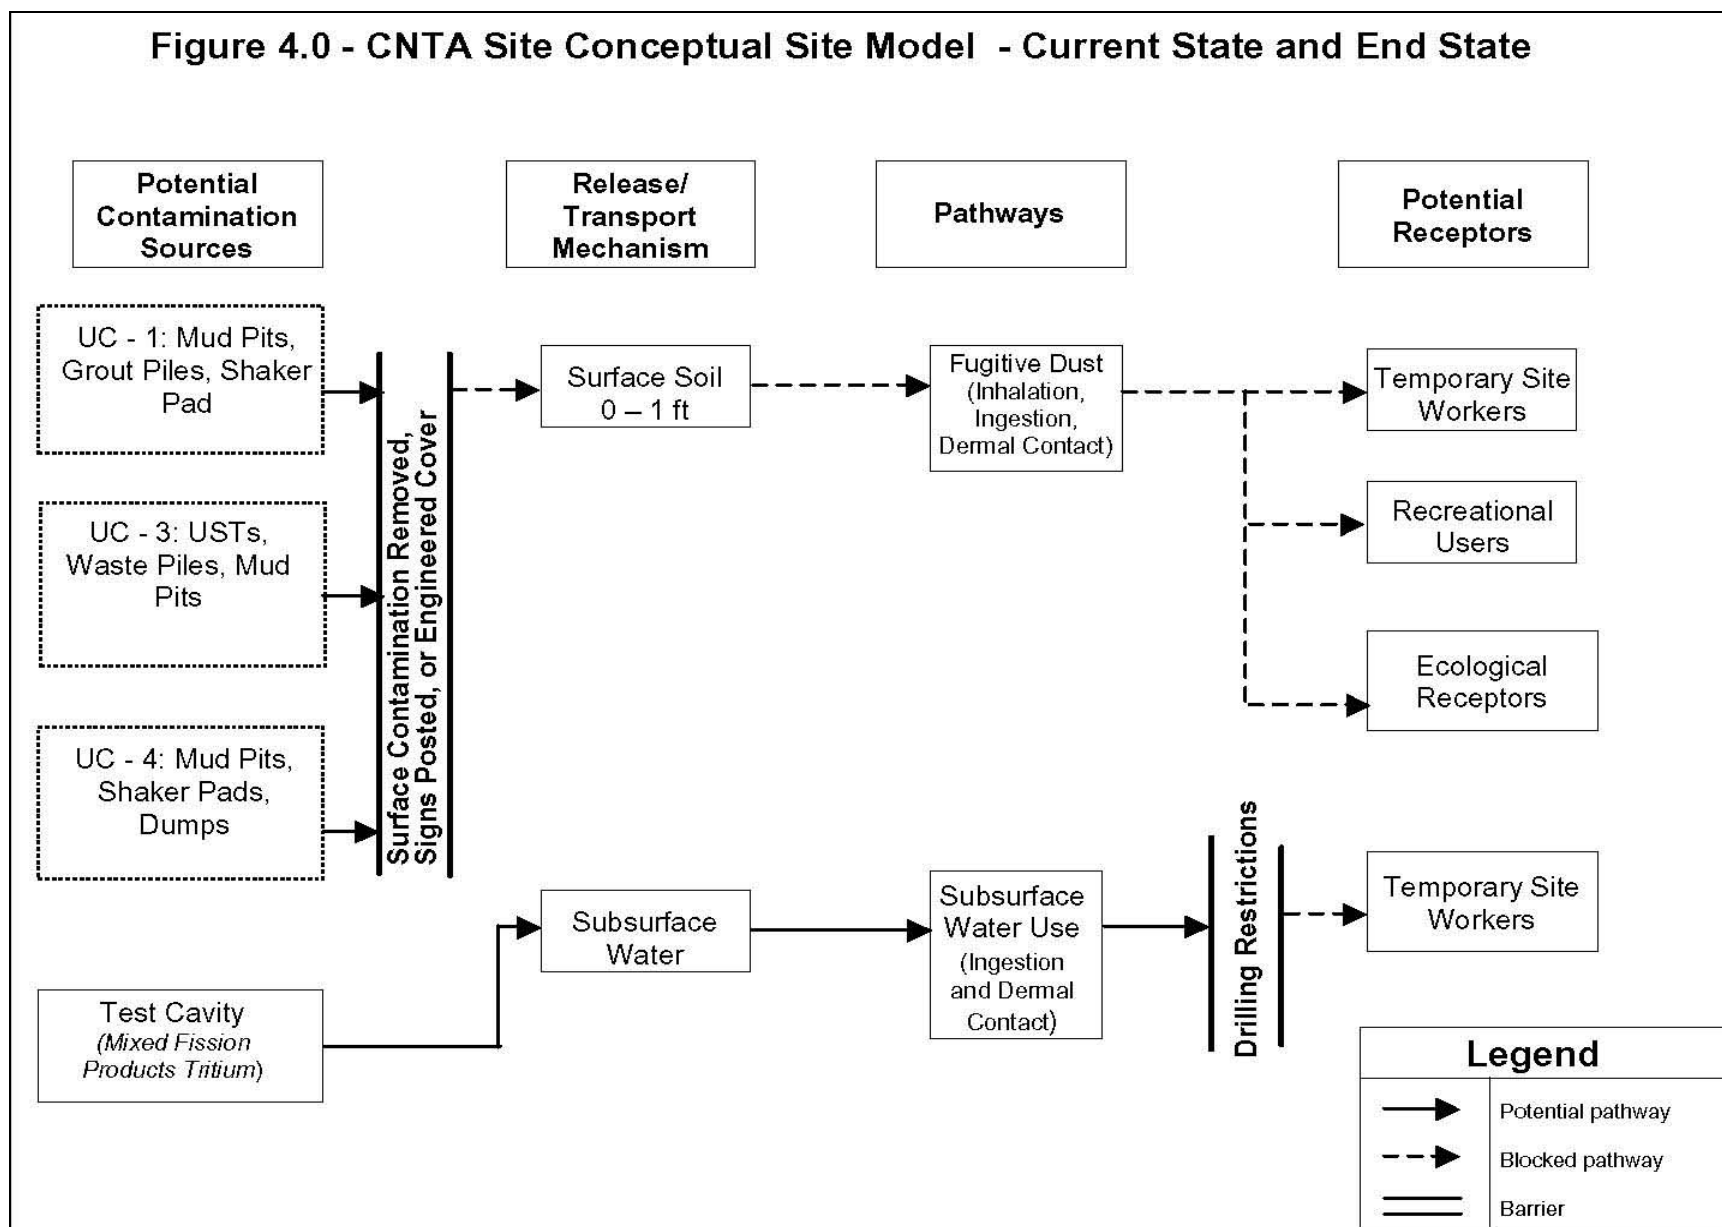 Figure 4.0 - CNTA Site Conceptual Site Model - Current State and End State
Potential
Contamination
Sources
Release/
Transport
Mechanism
Pathways
Potential
Receptors
UC - 1: Mud Pits,
Grout Piles, Shaker
Pad
UC - 3: USTs,
Waste Piles, Mud
Pits
UC - 4: Mud Pits,
Shaker Pads,
Dumps
Test Cavity
(Mixed Fission
Products Tritium)
Surface Contamination Removed,
Signs Posted, or Engineered Cover
Surface Soil
0 – 1 ft
Subsurface
Water
Fugitive Dust
(Inhalation,
Ingestion,
Dermal Contact)
Subsurface
Water Use
(Ingestion
and Dermal
Contact)
Drilling Restrictions
Temporary Site
Workers
Recreational
Users
Ecological
Receptors
Temporary Site
Workers
Legend
Potential pathway
Blocked pathway
Barrier